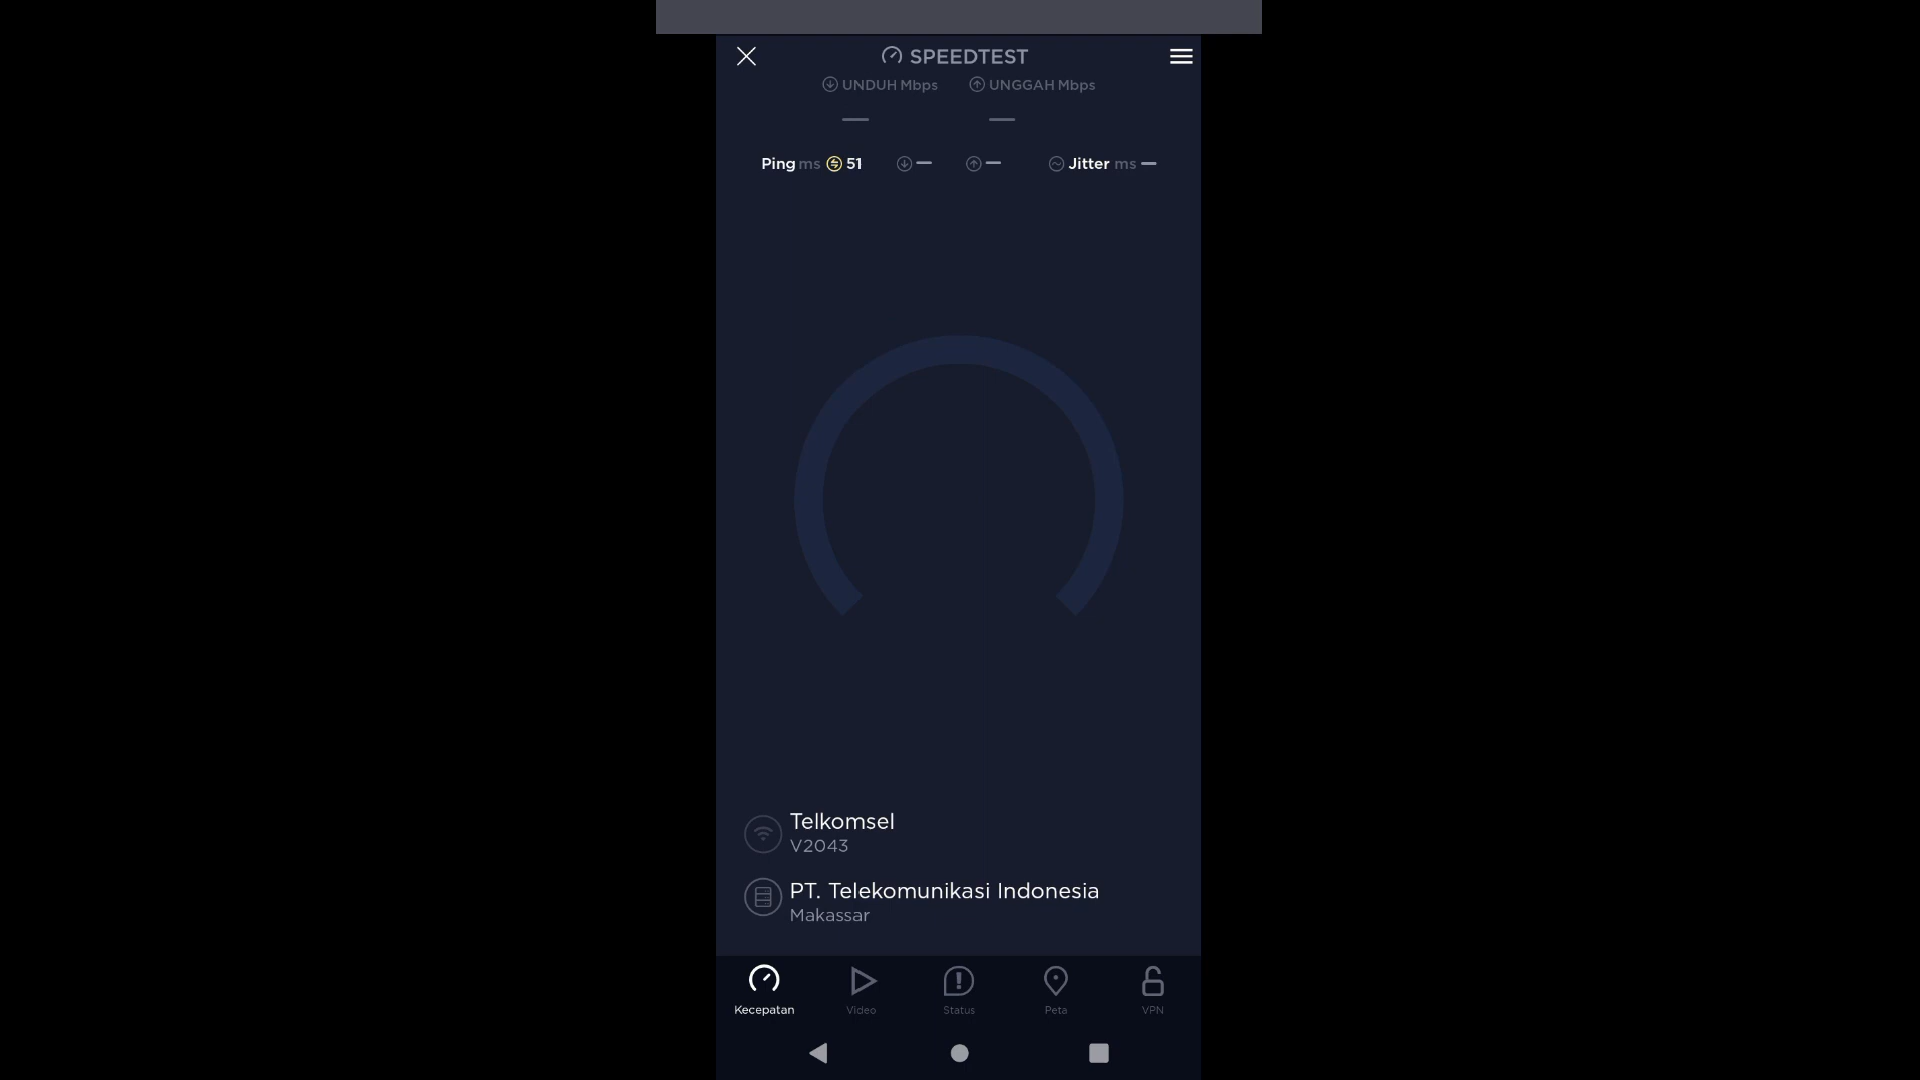 SPEEDTEST
UNDUH Mbps UNGGAH Mbps
— —
Ping ms 51 — — Jitter ms —
Telkomsel
V2043
PT. Telekomunikasi Indonesia
Makassar
Kecepatan Video Status Peta VPN